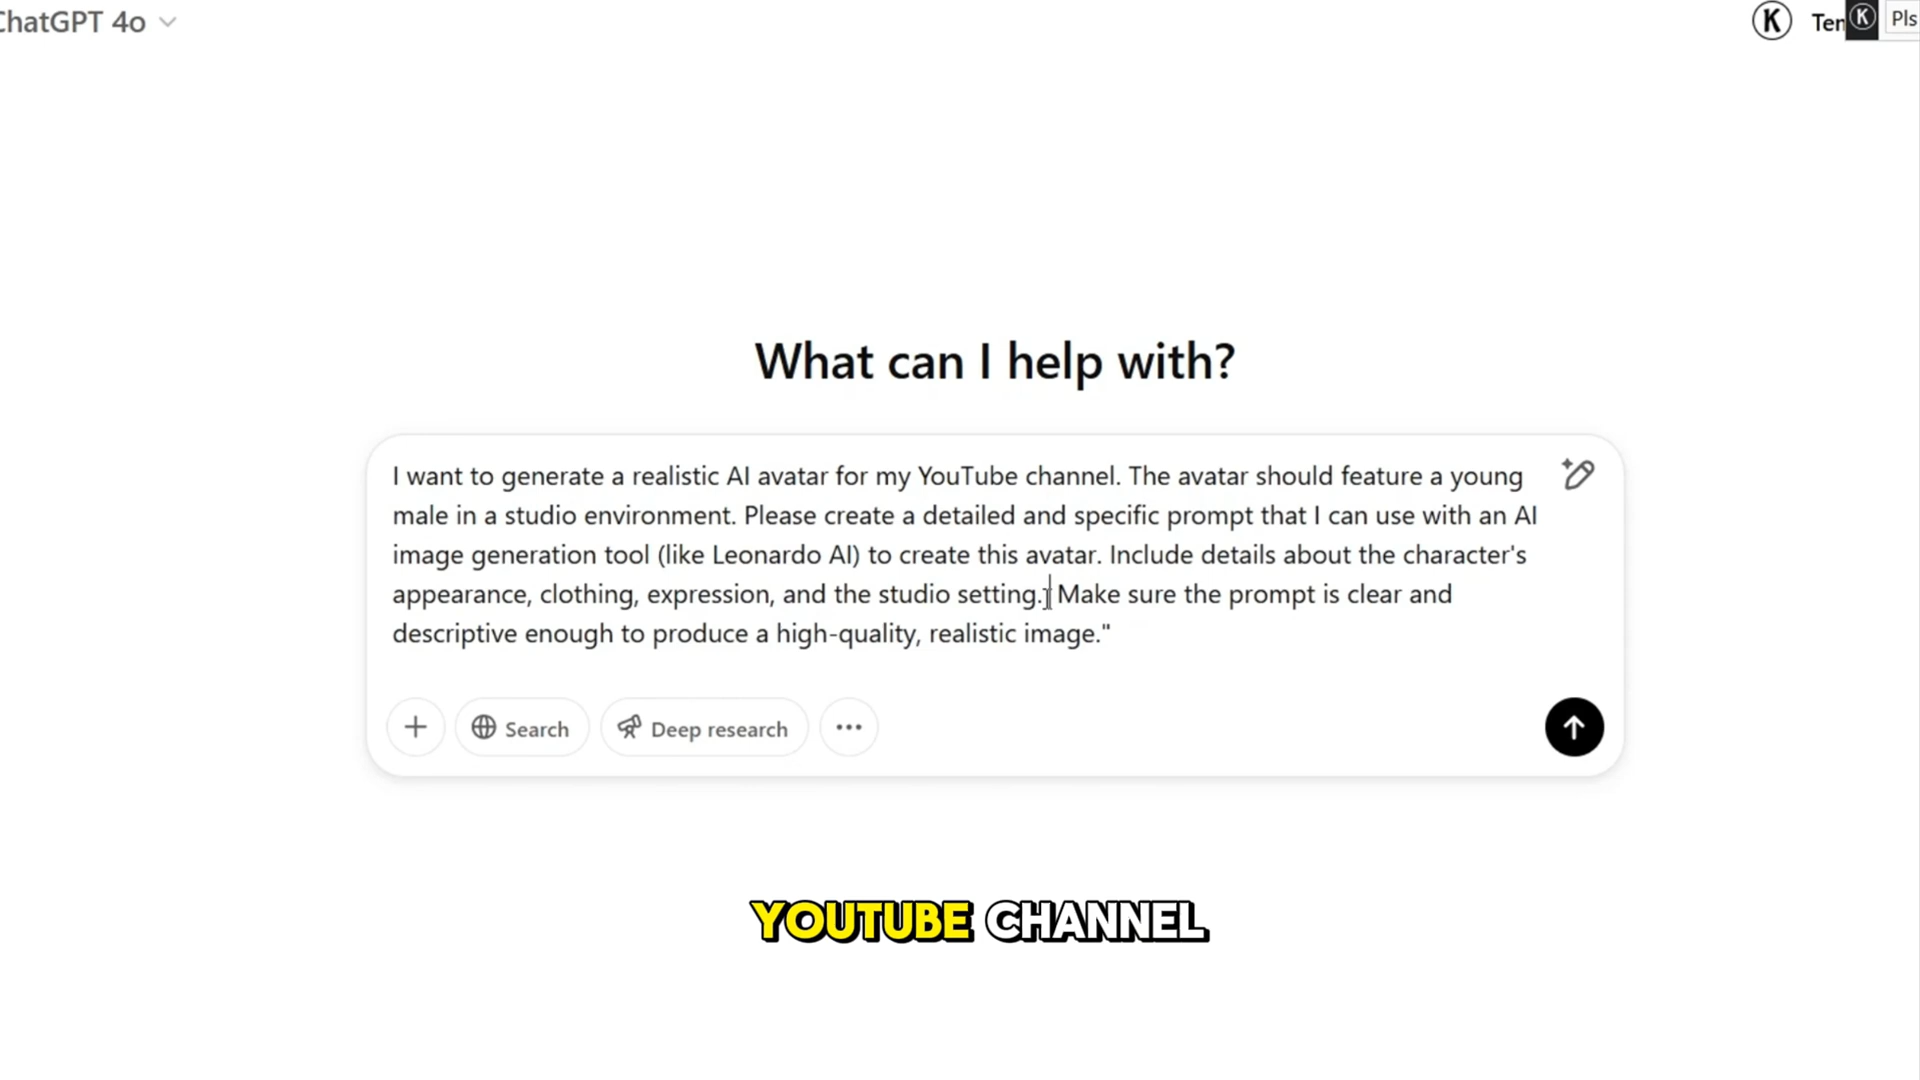 ChatGPT 4o
K Ten K Pls
What can I help with?
I want to generate a realistic AI avatar for my YouTube channel. The avatar should feature a young
male in a studio environment. Please create a detailed and specific prompt that I can use with an AI
image generation tool (like Leonardo AI) to create this avatar. Include details about the character's
appearance, clothing, expression, and the studio setting. Make sure the prompt is clear and
descriptive enough to produce a high-quality, realistic image."
Search
Deep research
YOUTUBE CHANNEL